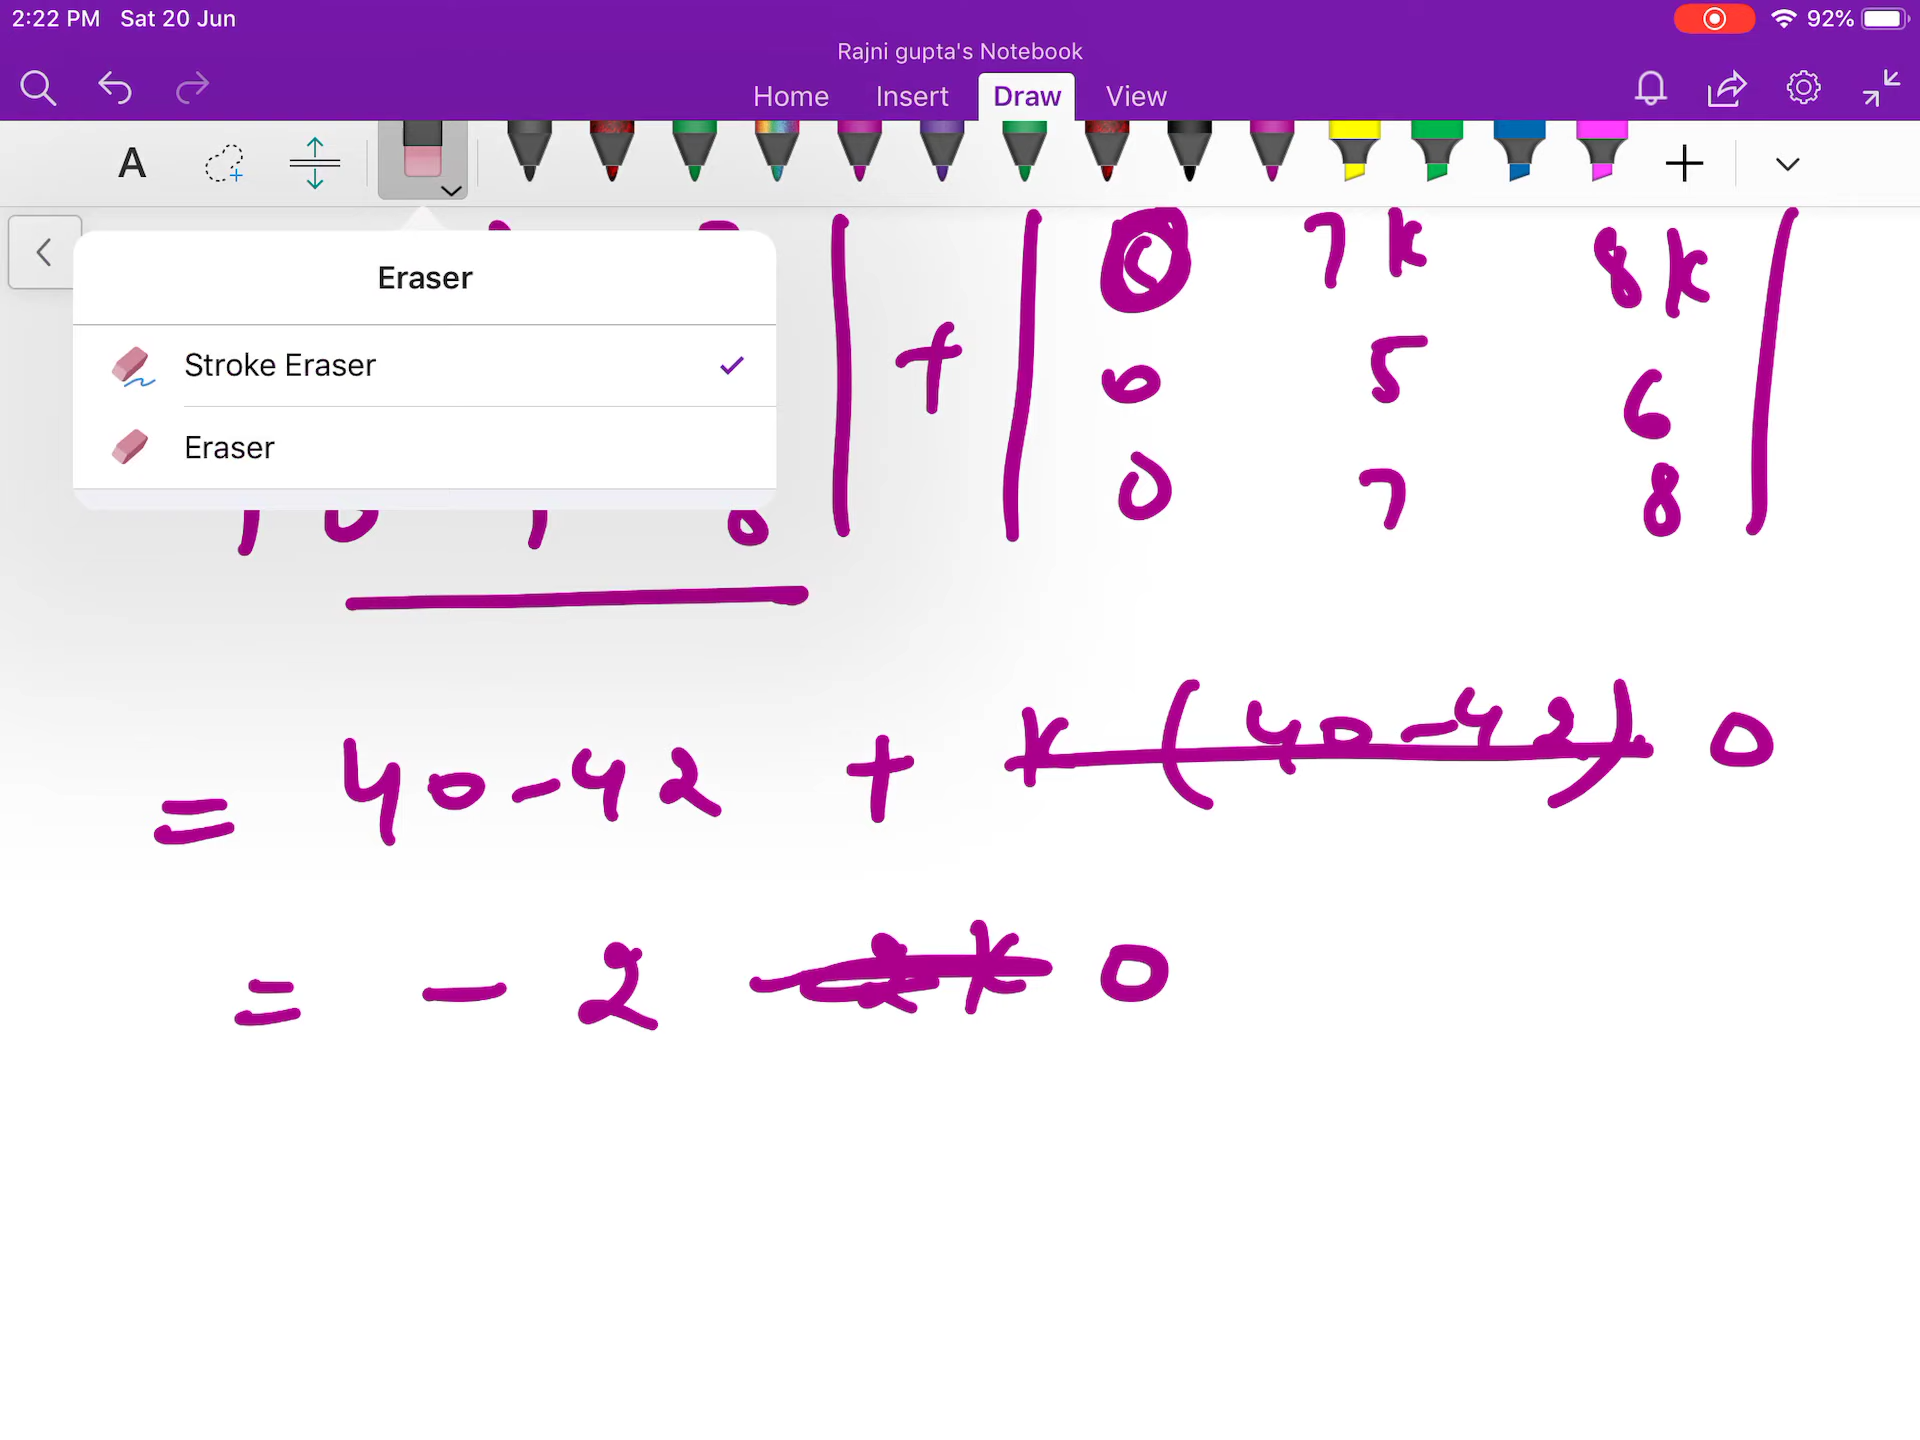 2:22 PM Sat 20 Jun 92%
Rajni gupta's Notebook
Home Insert Draw View
A
Eraser
Stroke Eraser
Eraser
+
0 7k 8k
0 5 6
0 7 8
= 40-42 + k(40-42) 0
= - 2 -2k 0